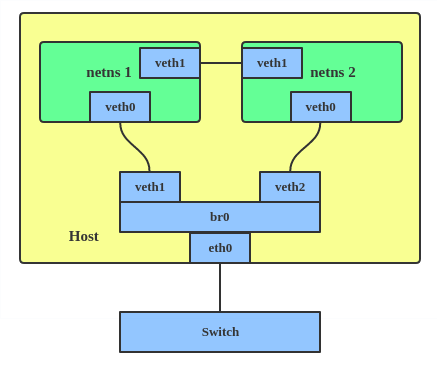 veth1
veth1
netns 1
netns 2
veth0
veth0
veth1
veth2
br0
Host
eth0
Switch